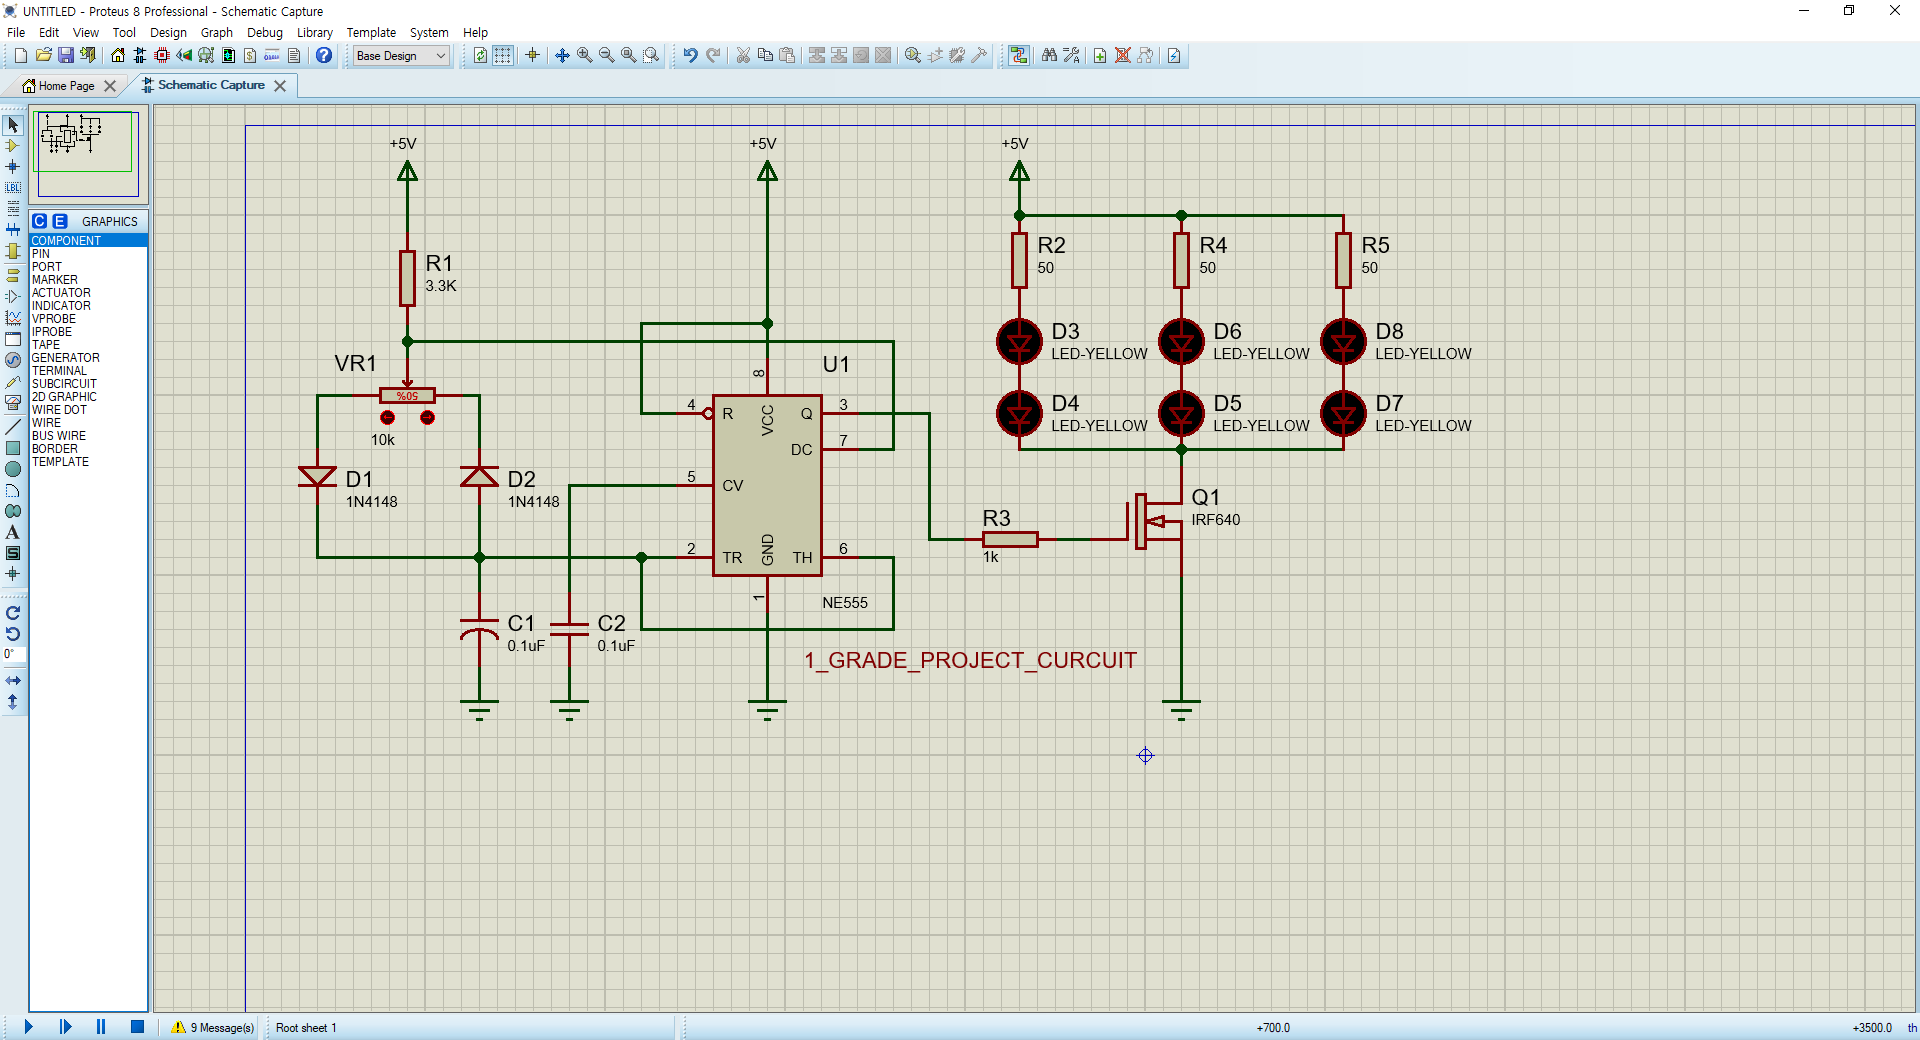 UNTITLED - Proteus 8 Professional - Schematic Capture
File Edit View Tool Design Graph Debug Library Template System Help
Base Design
Home Page
Schematic Capture
C E GRAPHICS
COMPONENT
PIN
PORT
MARKER
ACTUATOR
INDICATOR
VPROBE
IPROBE
TAPE
GENERATOR
TERMINAL
SUBCIRCUIT
2D GRAPHIC
WIRE DOT
WIRE
BUS WIRE
BORDER
TEMPLATE
LBL
A
S
0°
+5V
+5V
+5V
R1
3.3K
VR1
50%
10k
D1
1N4148
D2
1N4148
C1
0.1uF
C2
0.1uF
U1
8
VCC
4 R
Q 3
DC 7
5 CV
2 TR
GND
TH 6
1
NE555
R2
50
R4
50
R5
50
D3
LED-YELLOW
D6
LED-YELLOW
D8
LED-YELLOW
D4
LED-YELLOW
D5
LED-YELLOW
D7
LED-YELLOW
Q1
IRF640
R3
1k
1_GRADE_PROJECT_CURCUIT
9 Message(s)
Root sheet 1
+700.0
+3500.0
th